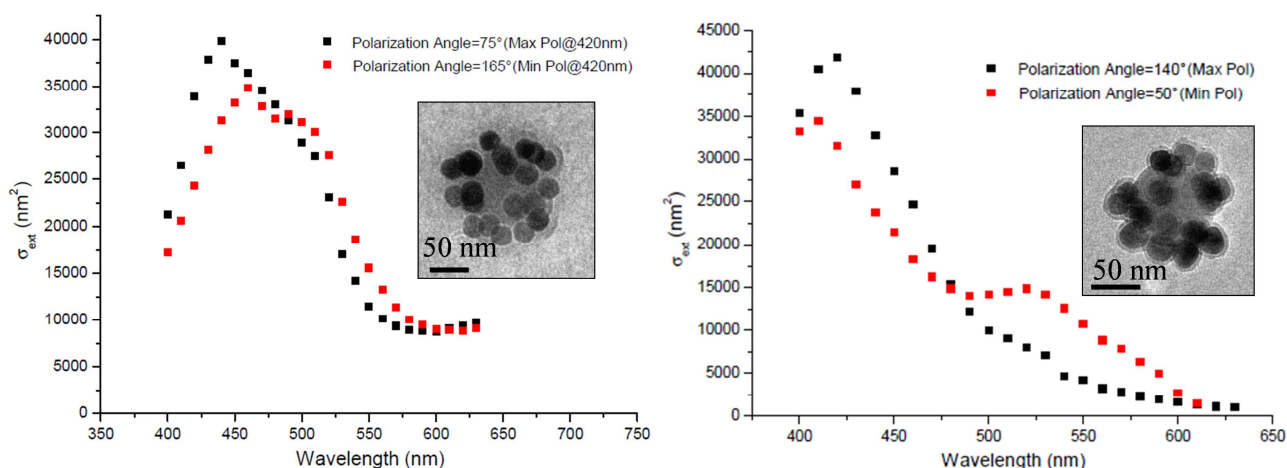 40000
35000
30000
25000
20000
15000
10000
5000
0
σext (nm²)
Polarization Angle=75°(Max Pol@420nm)
Polarization Angle=165°(Min Pol@420nm)
50 nm
350 400 450 500 550 600 650 700 750
Wavelength (nm)
45000
40000
35000
30000
25000
20000
15000
10000
5000
0
σext (nm²)
Polarization Angle=140°(Max Pol)
Polarization Angle=50°(Min Pol)
50 nm
400 450 500 550 600 650
Wavelength (nm)